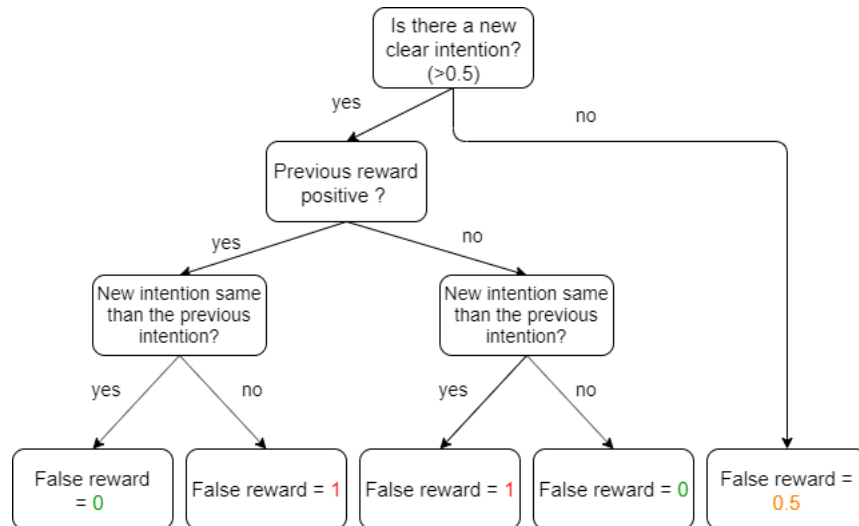 Is there a new
clear intention?
(>0.5)
yes
no
Previous reward
positive ?
yes
no
New intention same
than the previous
intention?
New intention same
than the previous
intention?
yes
no
yes
no
False reward
= 0
False reward = 1
False reward = 1
False reward = 0
False reward =
0.5